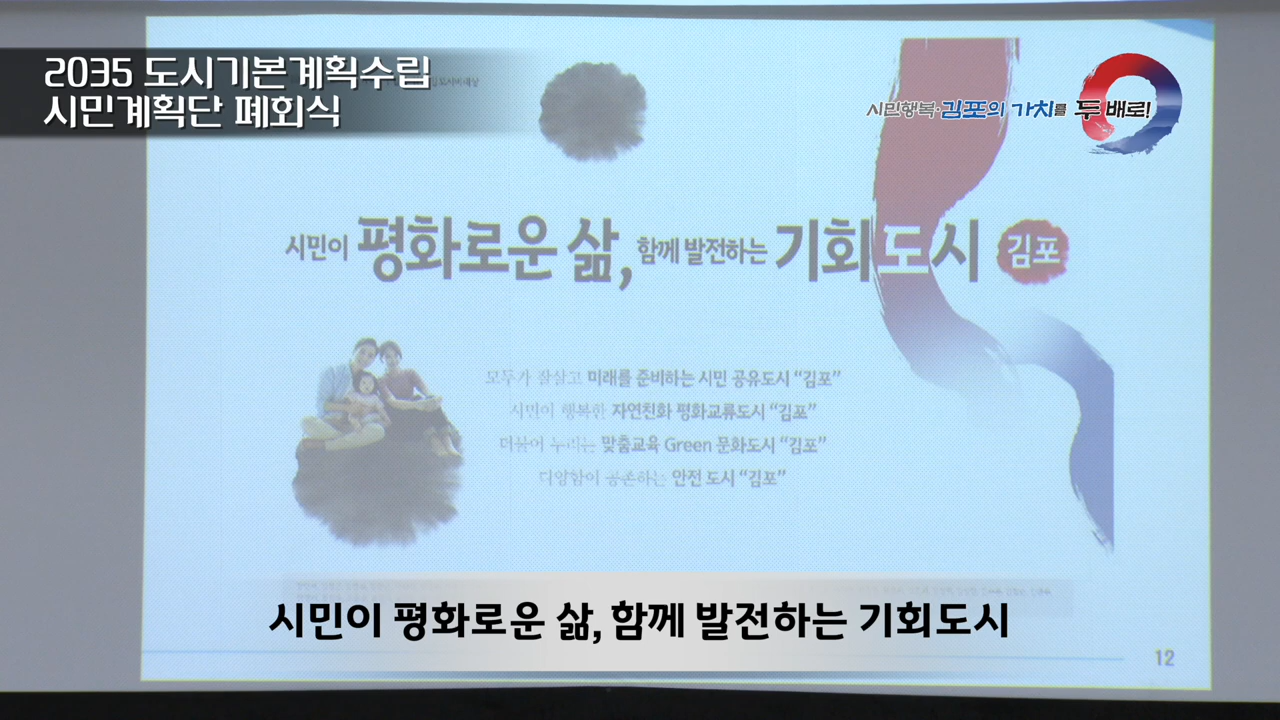 2035 도시기본계획수립
시민계획단 폐회식
시민행복·김포의 가치를 두 배로!
시민이 평화로운 삶, 함께 발전하는 기회도시 김포
모두가 잘살고 미래를 준비하는 시민 공유도시 “김포”
시민이 행복한 자연친화 평화교류도시 “김포”
더불어 누리는 맞춤교육 Green 문화도시 “김포”
다양함이 공존하는 안전 도시 “김포”
시민이 평화로운 삶, 함께 발전하는 기회도시
12